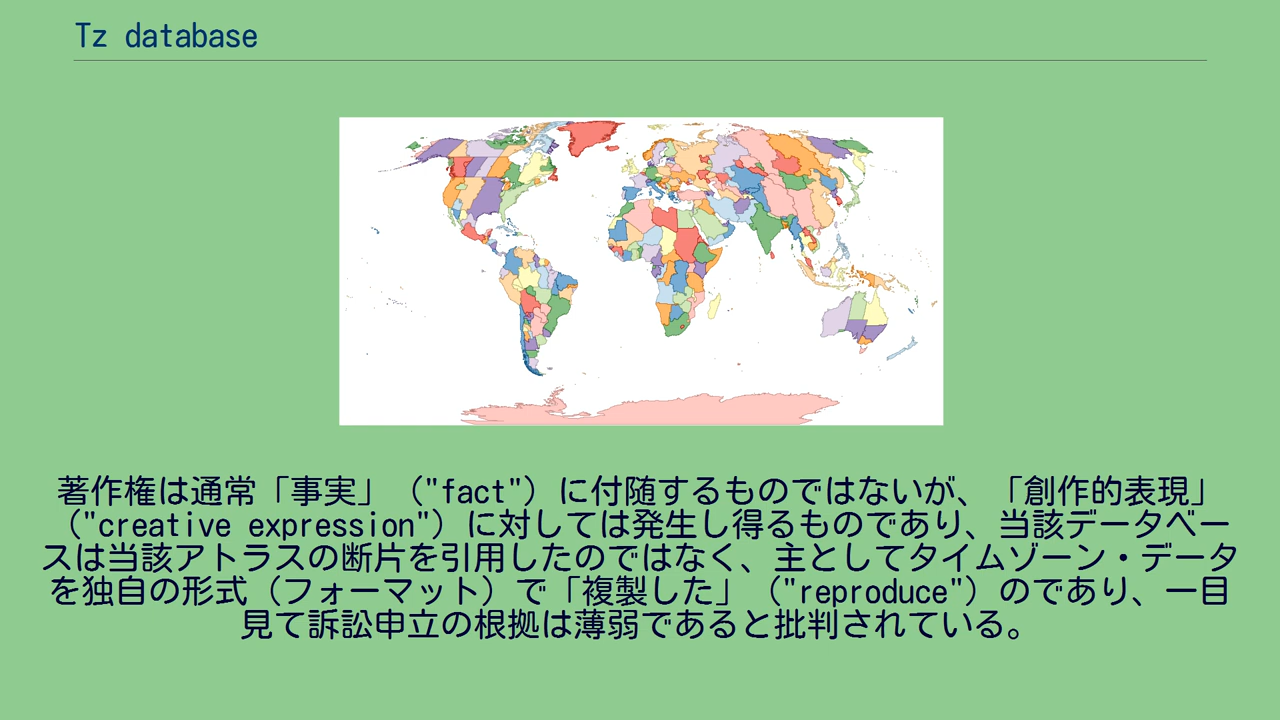 Tz database
著作権は通常「事実」（"fact"）に付随するものではないが、「創作的表現」
（"creative expression"）に対しては発生し得るものであり、当該データベー
スは当該アトラスの断片を引用したのではなく、主としてタイムゾーン・データ
を独自の形式（フォーマット）で「複製した」（"reproduce"）のであり、一目
見て訴訟申立の根拠は薄弱であると批判されている。